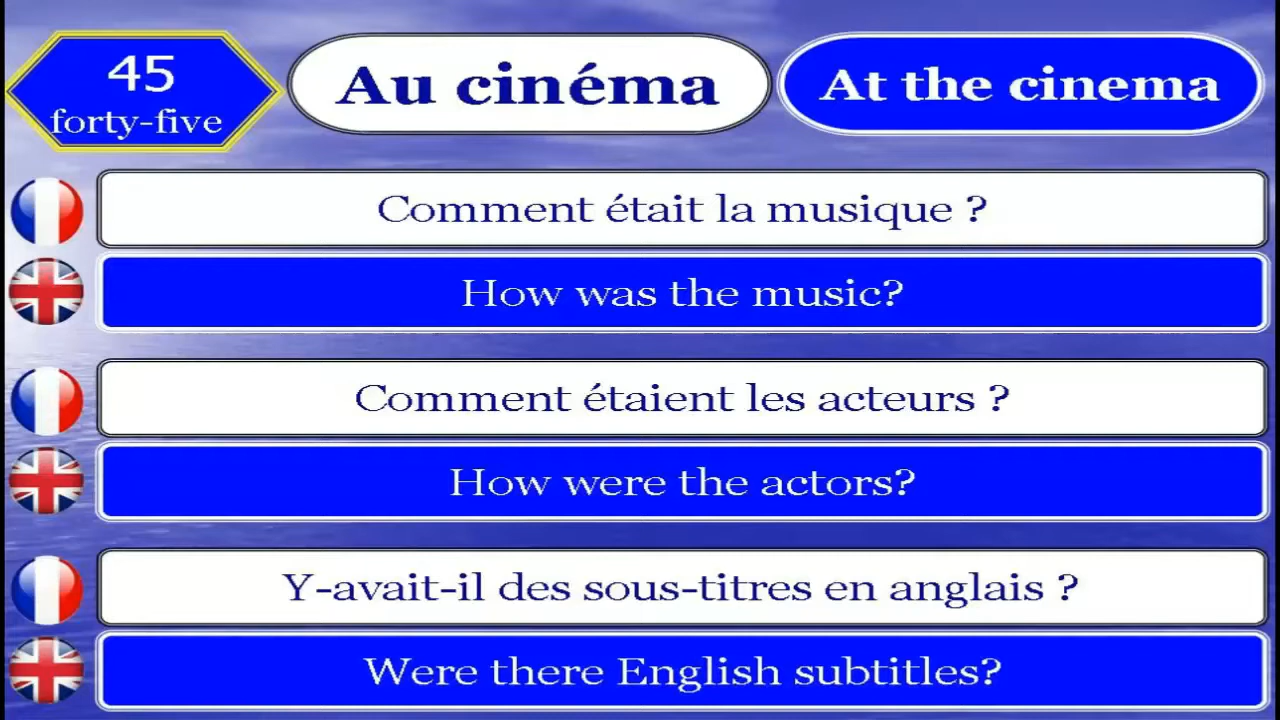 45
forty-five
Au cinéma
At the cinema
Comment était la musique ?
How was the music?
Comment étaient les acteurs ?
How were the actors?
Y-avait-il des sous-titres en anglais ?
Were there English subtitles?